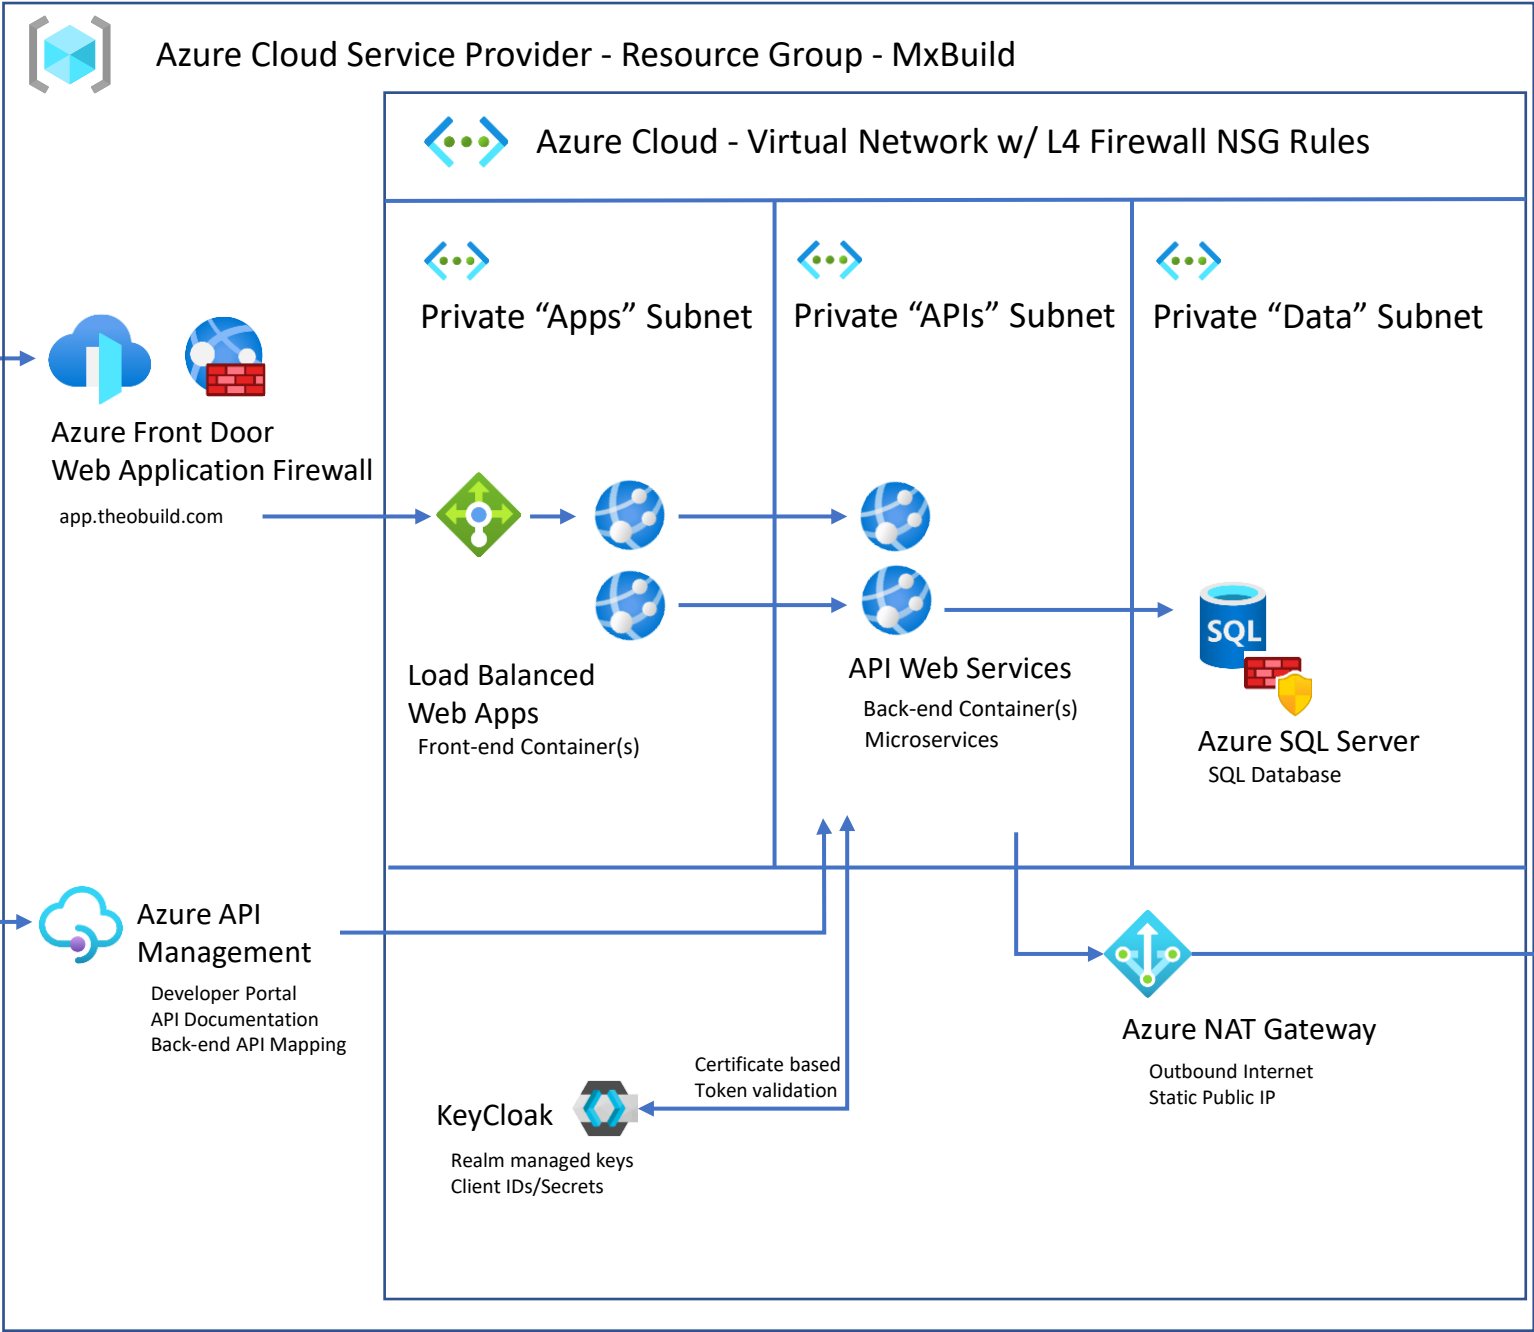 Azure Cloud Service Provider - Resource Group - MxBuild
Azure Cloud - Virtual Network w/ L4 Firewall NSG Rules
Private “Apps” Subnet
Private “APIs” Subnet
Private “Data” Subnet
Azure Front Door
Web Application Firewall
app.theobuild.com
Load Balanced
Web Apps
Front-end Container(s)
API Web Services
Back-end Container(s)
Microservices
SQL
Azure SQL Server
SQL Database
Azure API
Management
Developer Portal
API Documentation
Back-end API Mapping
Azure NAT Gateway
Outbound Internet
Static Public IP
Certificate based
Token validation
KeyCloak
Realm managed keys
Client IDs/Secrets